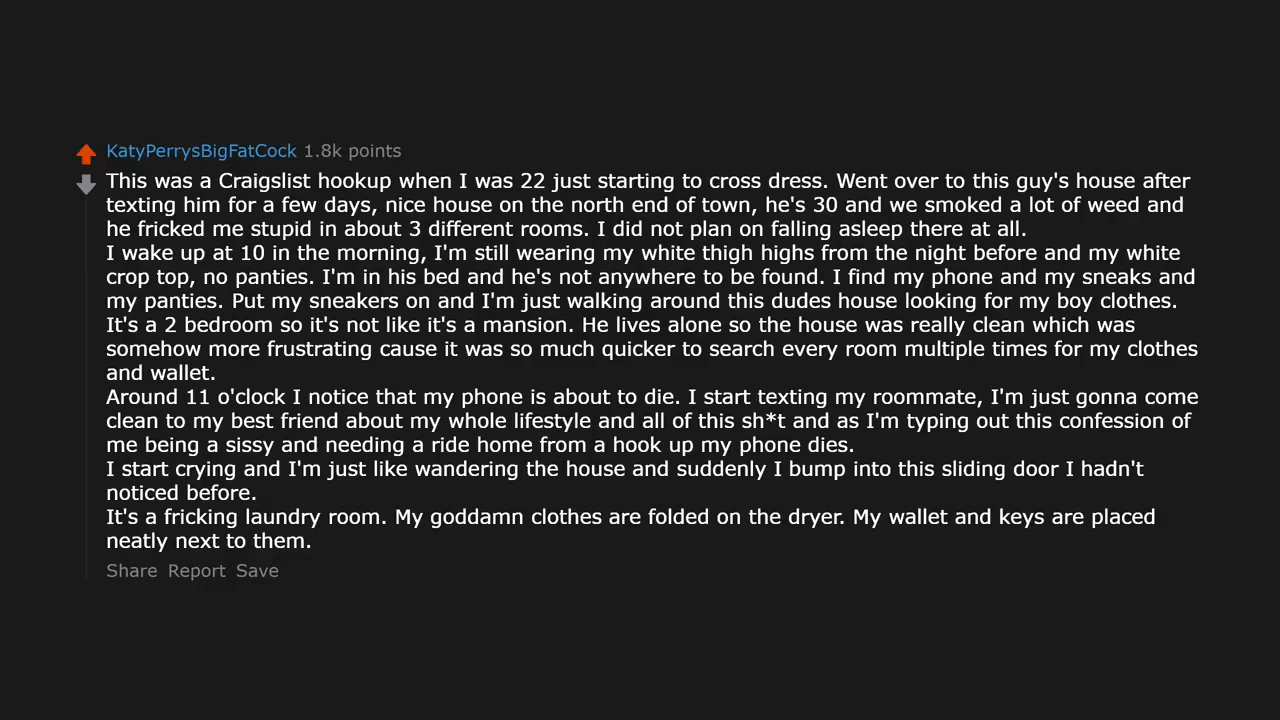 KatyPerrysBigFatCock 1.8k points
This was a Craigslist hookup when I was 22 just starting to cross dress. Went over to this guy's house after
texting him for a few days, nice house on the north end of town, he's 30 and we smoked a lot of weed and
he fricked me stupid in about 3 different rooms. I did not plan on falling asleep there at all.
I wake up at 10 in the morning, I'm still wearing my white thigh highs from the night before and my white
crop top, no panties. I'm in his bed and he's not anywhere to be found. I find my phone and my sneaks and
my panties. Put my sneakers on and I'm just walking around this dudes house looking for my boy clothes.
It's a 2 bedroom so it's not like it's a mansion. He lives alone so the house was really clean which was
somehow more frustrating cause it was so much quicker to search every room multiple times for my clothes
and wallet.
Around 11 o'clock I notice that my phone is about to die. I start texting my roommate, I'm just gonna come
clean to my best friend about my whole lifestyle and all of this sh*t and as I'm typing out this confession of
me being a sissy and needing a ride home from a hook up my phone dies.
I start crying and I'm just like wandering the house and suddenly I bump into this sliding door I hadn't
noticed before.
It's a fricking laundry room. My goddamn clothes are folded on the dryer. My wallet and keys are placed
neatly next to them.
Share Report Save